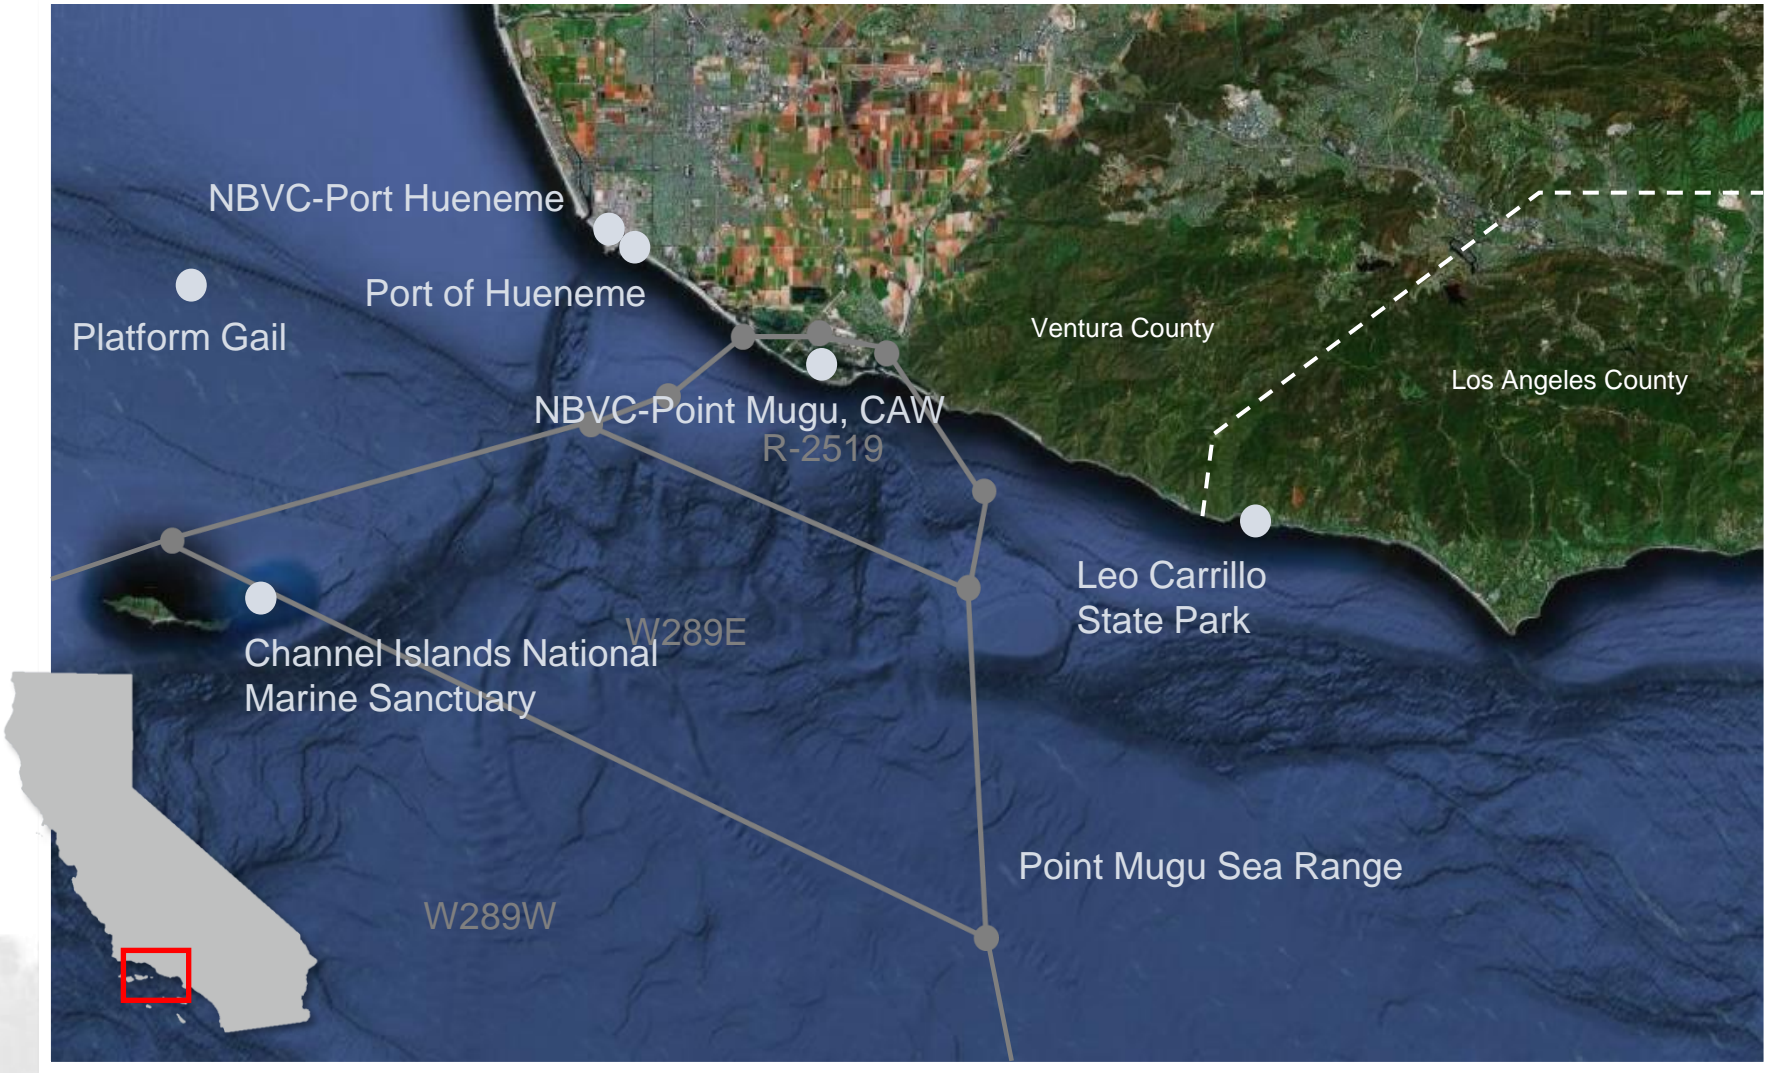 NBVC-Port Hueneme
Port of Hueneme
Platform Gail
Ventura County
Los Angeles County
NBVC-Point Mugu, CAW
R-2519
Leo Carrillo
State Park
W289E
Channel Islands National
Marine Sanctuary
Point Mugu Sea Range
W289W